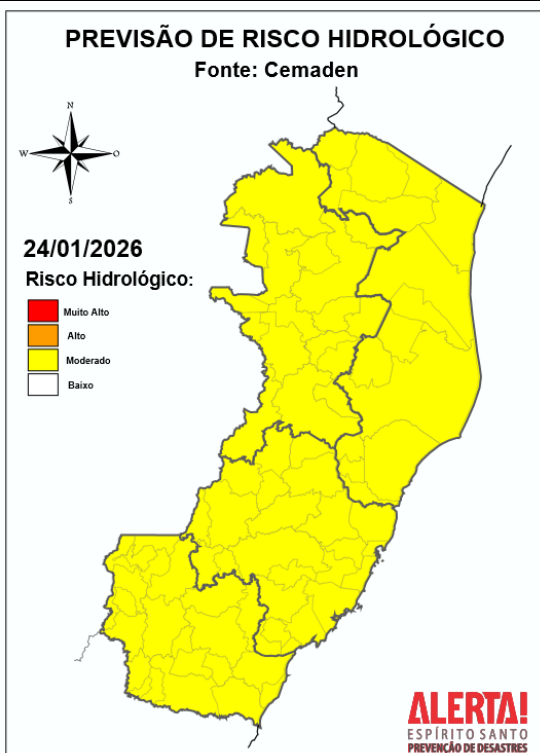 PREVISÃO DE RISCO HIDROLÓGICO
Fonte: Cemaden
N
W
O
S
24/01/2026
Risco Hidrológico:
Muito Alto
Alto
Moderado
Baixo
ALERTA!
ESPÍRITO SANTO
PREVENÇÃO DE DESASTRES